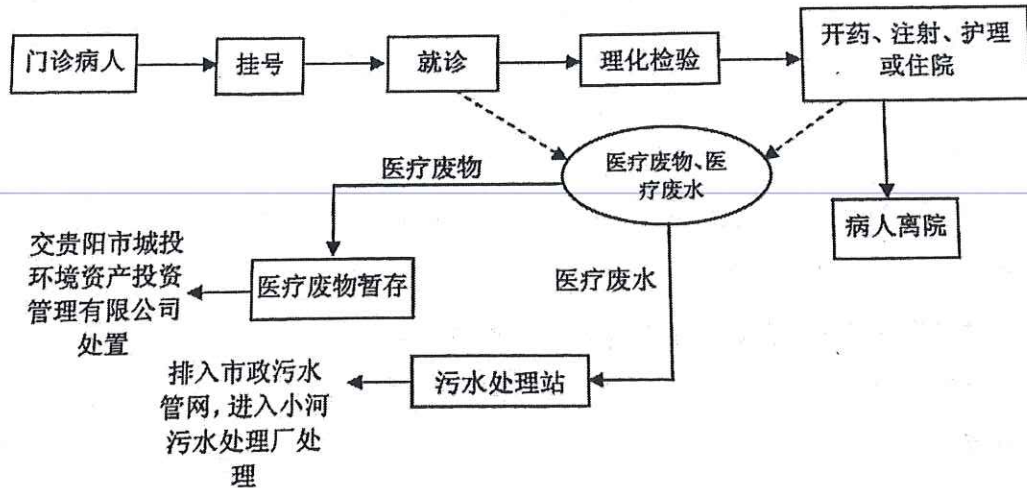 门诊病人
挂号
就诊
理化检验
开药、注射、护理
或住院
医疗废物、医
疗废水
医疗废物
病人离院
交贵阳市城投
环境资产投资
管理有限公司
处置
医疗废物暂存
医疗废水
排入市政污水
管网,进入小河
污水处理厂处
理
污水处理站